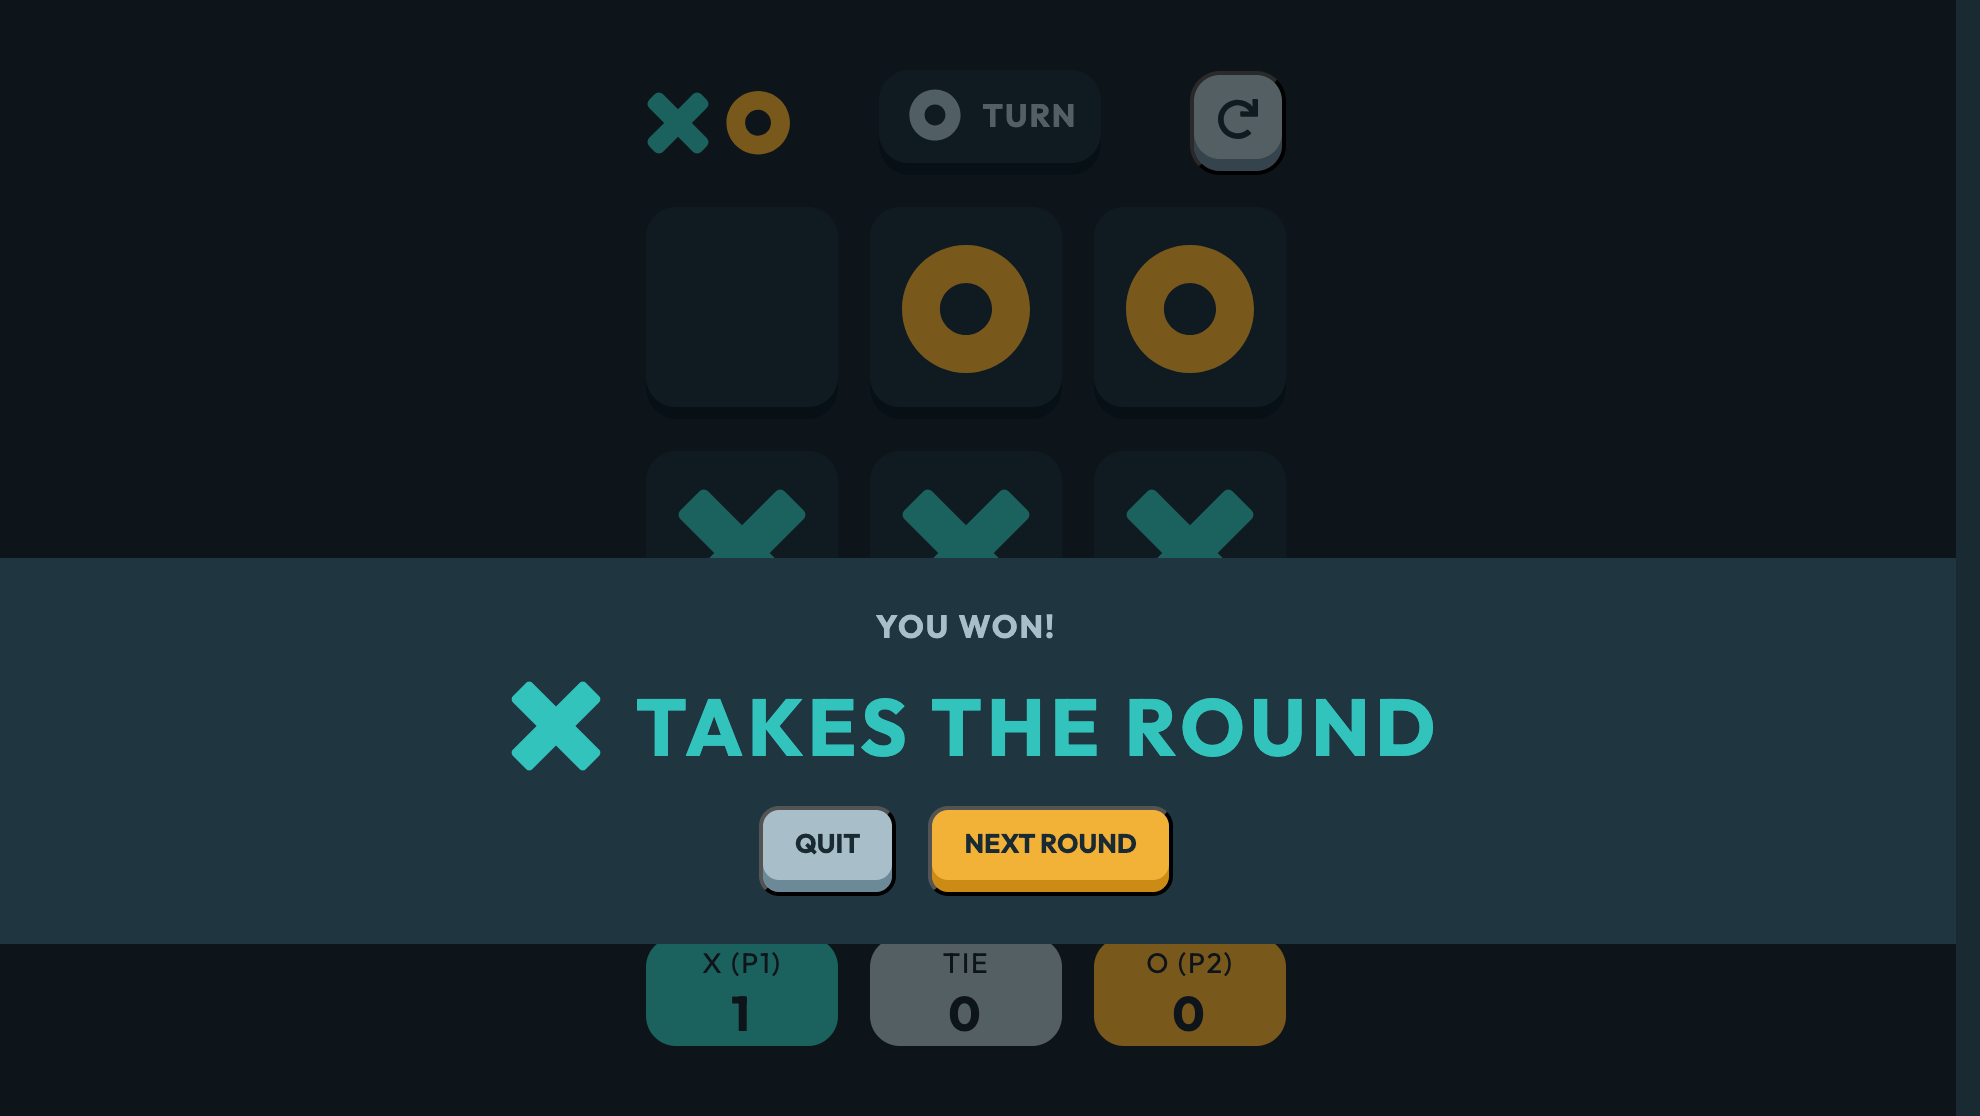 TURN
YOU WON!
TAKES THE ROUND
QUIT
NEXT ROUND
X (P1)
TIE
O (P2)
1
0
0